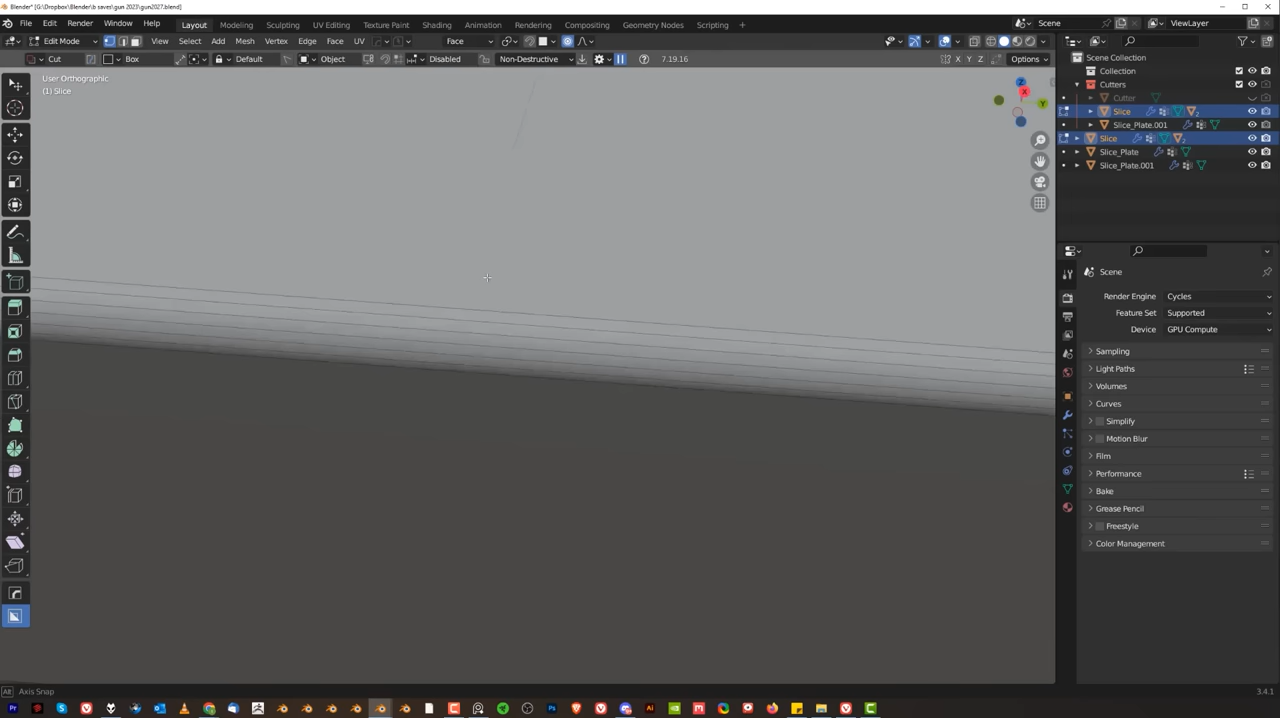 Blender* [G:\Dropbox\Blender\b saves\gun 2023\gun2027.blend]
File Edit Render Window Help Layout Modeling Sculpting UV Editing Texture Paint Shading Animation Rendering Compositing Geometry Nodes Scripting + Scene ViewLayer
Edit Mode View Select Add Mesh Vertex Edge Face UV Face
Cut Box Default Object Disabled Non-Destructive 7.19.16 X Y Z Options
User Orthographic
(1) Slice
Z
X
Y
Scene Collection
Collection
Cutters
Cutter
Slice 2
Slice_Plate.001
Slice 2
Slice_Plate
Slice_Plate.001
Scene
Render Engine Cycles
Feature Set Supported
Device GPU Compute
Sampling
Light Paths
Volumes
Curves
Simplify
Motion Blur
Film
Performance
Bake
Grease Pencil
Freestyle
Color Management
Alt Axis Snap 3.4.1